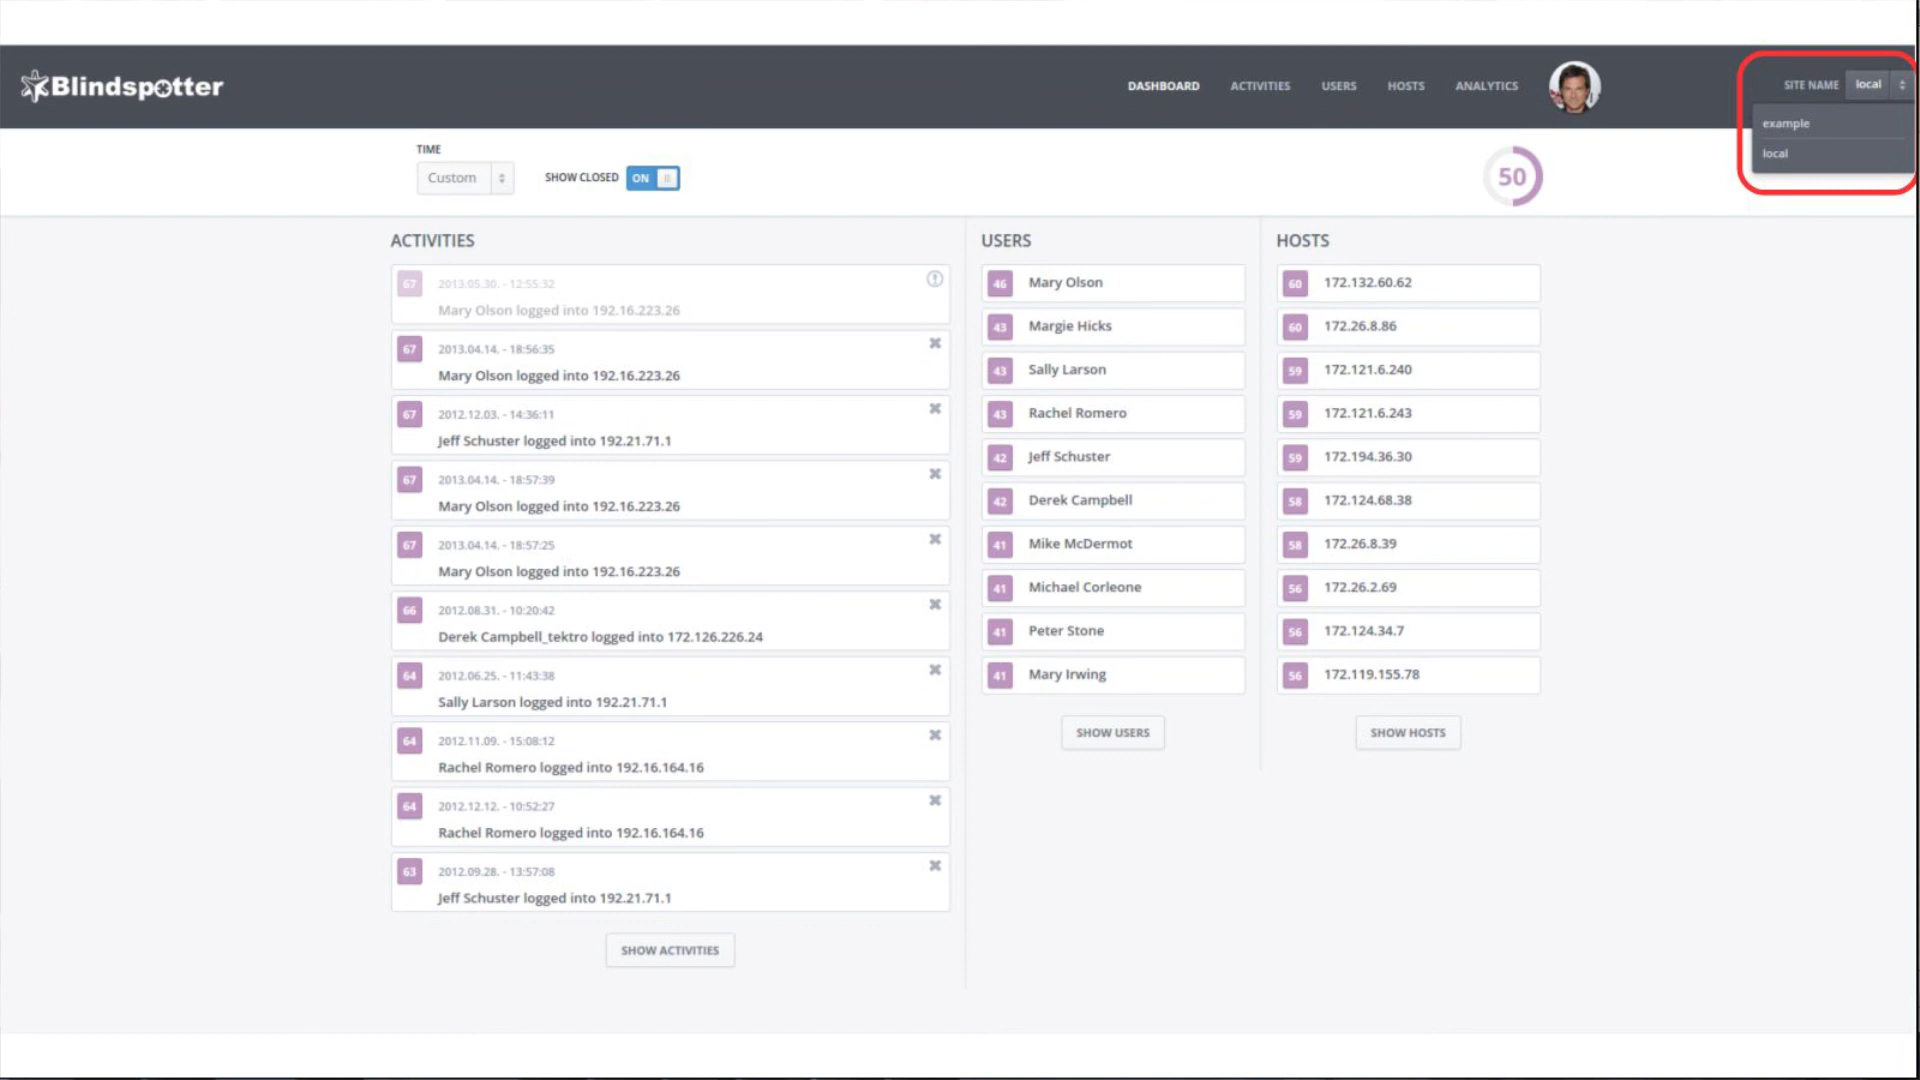 Blindspotter
DASHBOARD ACTIVITIES USERS HOSTS ANALYTICS
SITE NAME local
example
local
TIME
Custom
SHOW CLOSED ON
50
ACTIVITIES
67 2013.05.30. - 12:55:32
Mary Olson logged into 192.16.223.26
67 2013.04.14. - 18:56:35
Mary Olson logged into 192.16.223.26
67 2012.12.03. - 14:36:11
Jeff Schuster logged into 192.21.71.1
67 2013.04.14. - 18:57:39
Mary Olson logged into 192.16.223.26
67 2013.04.14. - 18:57:25
Mary Olson logged into 192.16.223.26
66 2012.08.31. - 10:20:42
Derek Campbell_tektro logged into 172.126.226.24
64 2012.06.25. - 11:43:38
Sally Larson logged into 192.21.71.1
64 2012.11.09. - 15:08:12
Rachel Romero logged into 192.16.164.16
64 2012.12.12. - 10:52:27
Rachel Romero logged into 192.16.164.16
63 2012.09.28. - 13:57:08
Jeff Schuster logged into 192.21.71.1
SHOW ACTIVITIES
USERS
46 Mary Olson
43 Margie Hicks
43 Sally Larson
43 Rachel Romero
42 Jeff Schuster
42 Derek Campbell
41 Mike McDermot
41 Michael Corleone
41 Peter Stone
41 Mary Irwing
SHOW USERS
HOSTS
60 172.132.60.62
60 172.26.8.86
59 172.121.6.240
59 172.121.6.243
59 172.194.36.30
58 172.124.68.38
58 172.26.8.39
56 172.26.2.69
56 172.124.34.7
56 172.119.155.78
SHOW HOSTS